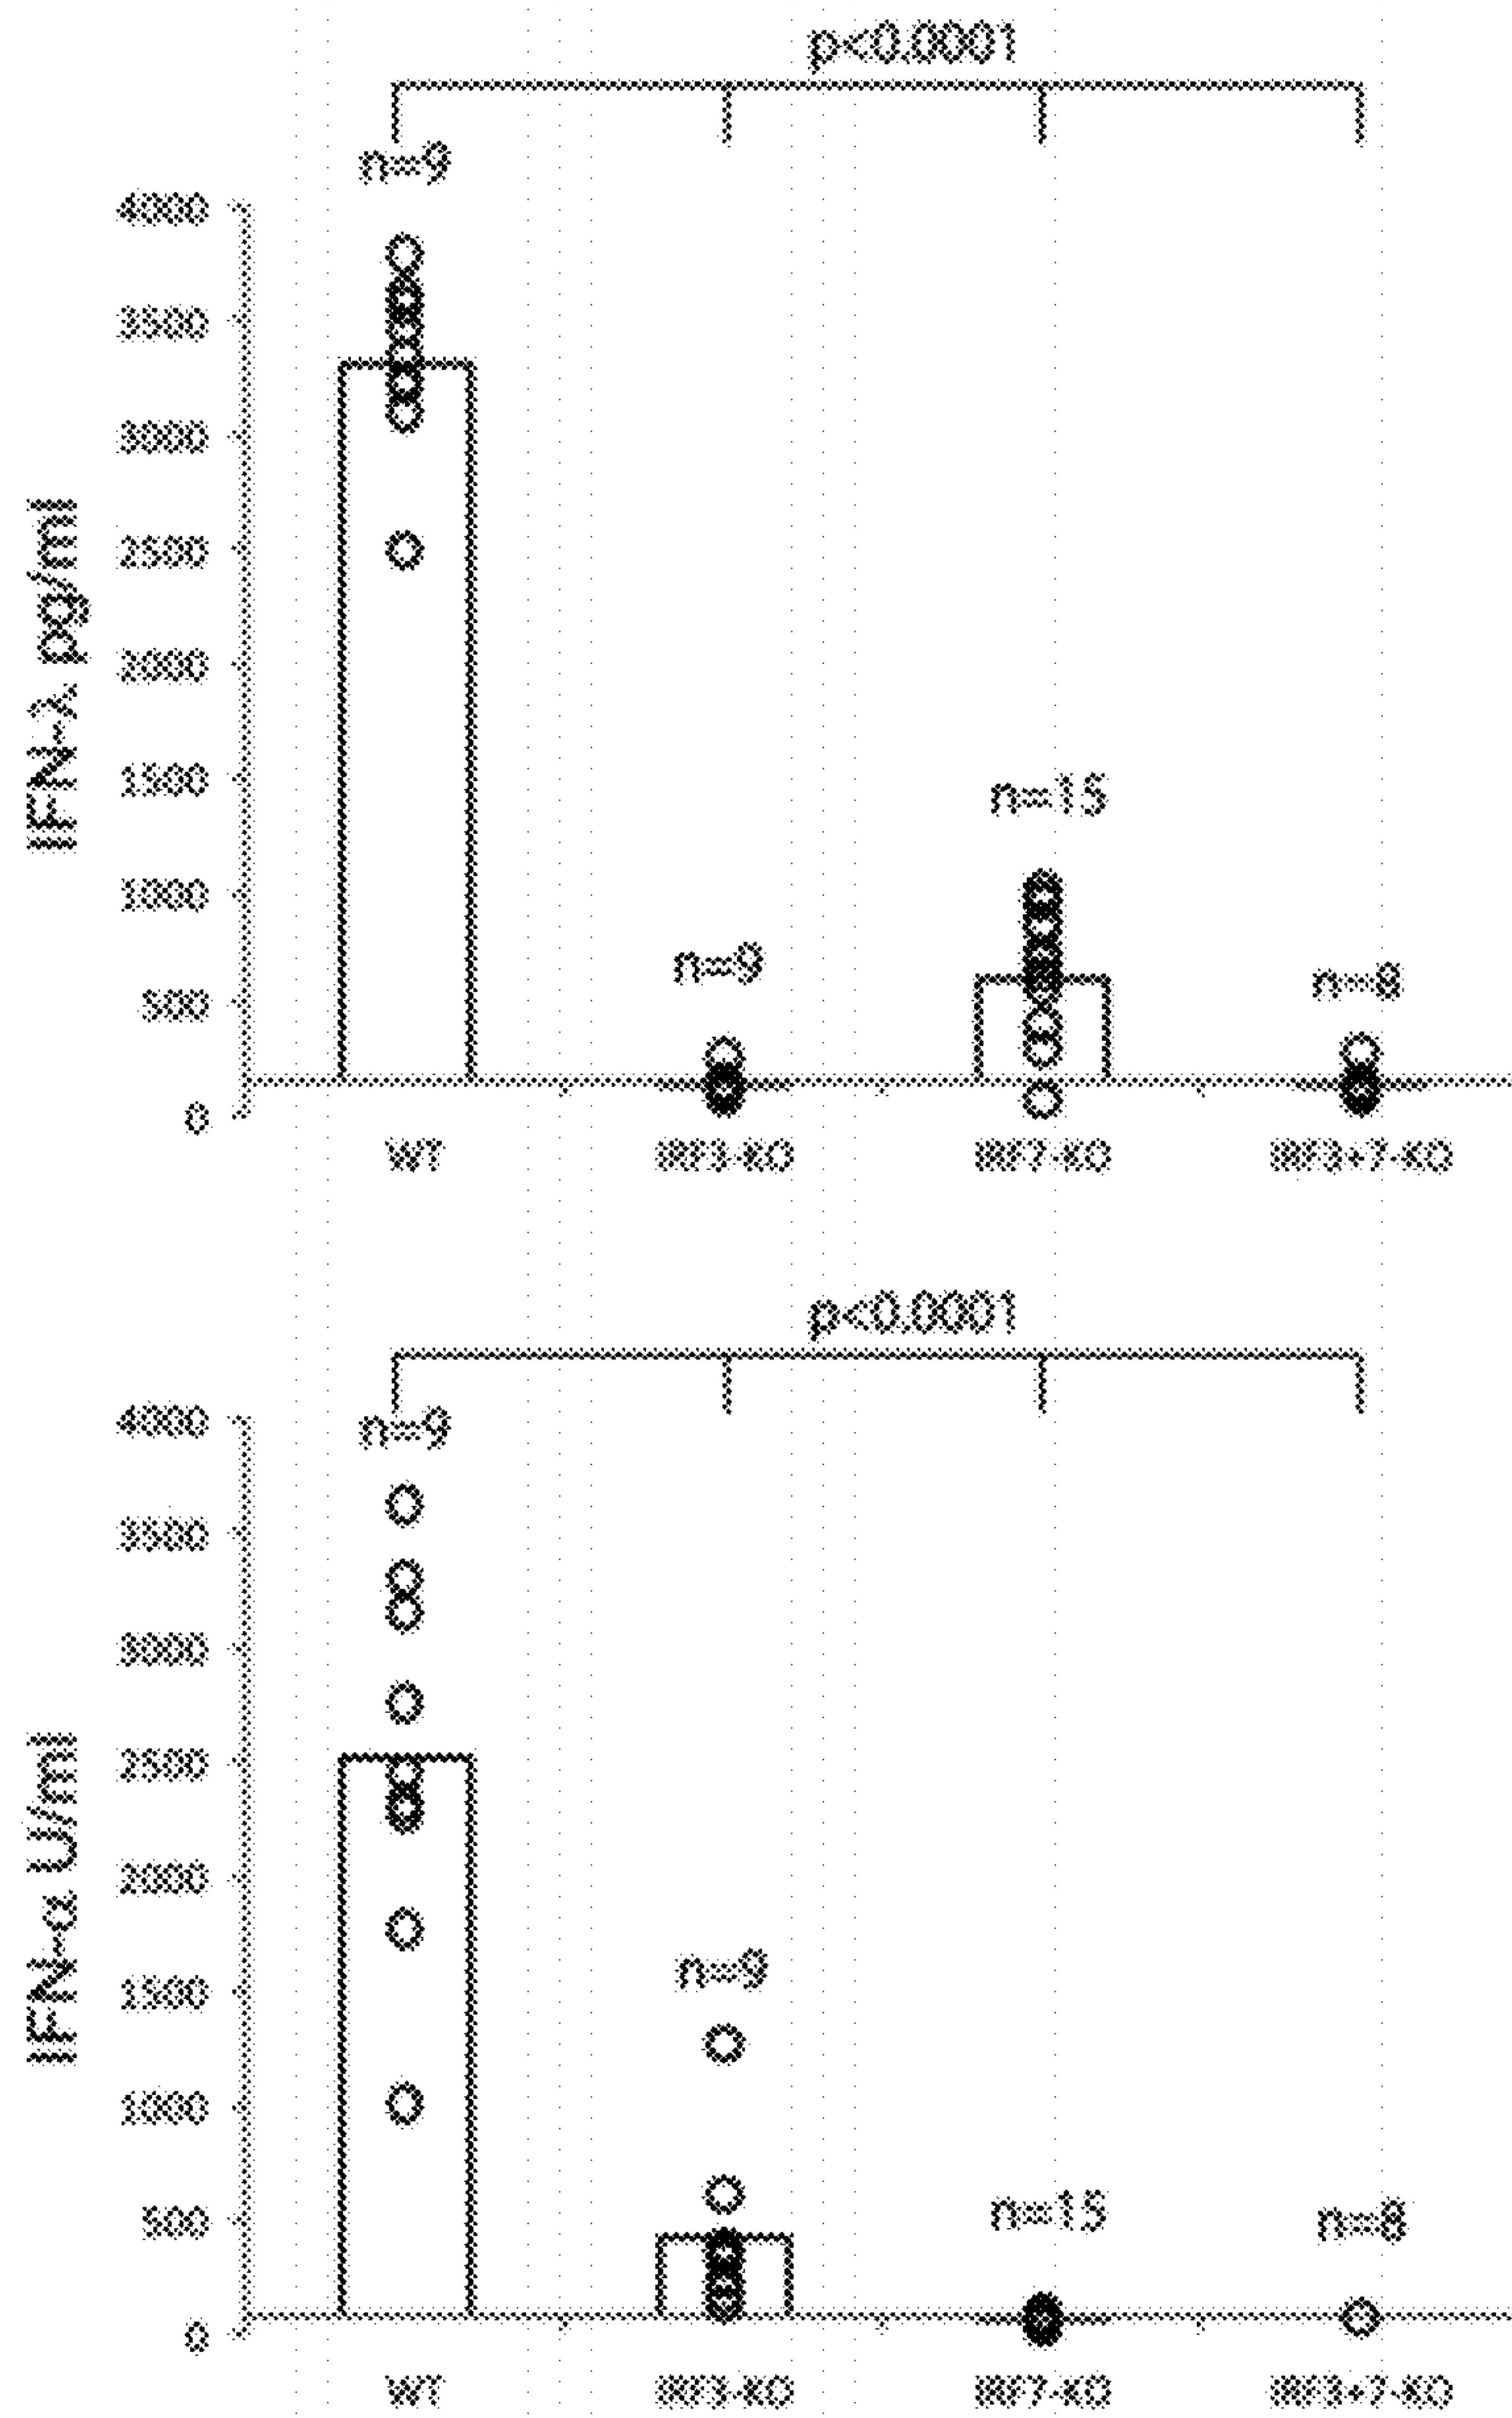 p<0.0001
n=9
4000
3500
3000
2500
2000
1500
1000
500
0
IFN-λ pg/ml
n=9
n=15
n=8
WT IRF3-KO IRF7-KO IRF3+7-KO
p<0.0001
n=9
4000
3500
3000
2500
2000
1500
1000
500
0
IFN-α U/ml
n=9
n=15
n=8
WT IRF3-KO IRF7-KO IRF3+7-KO